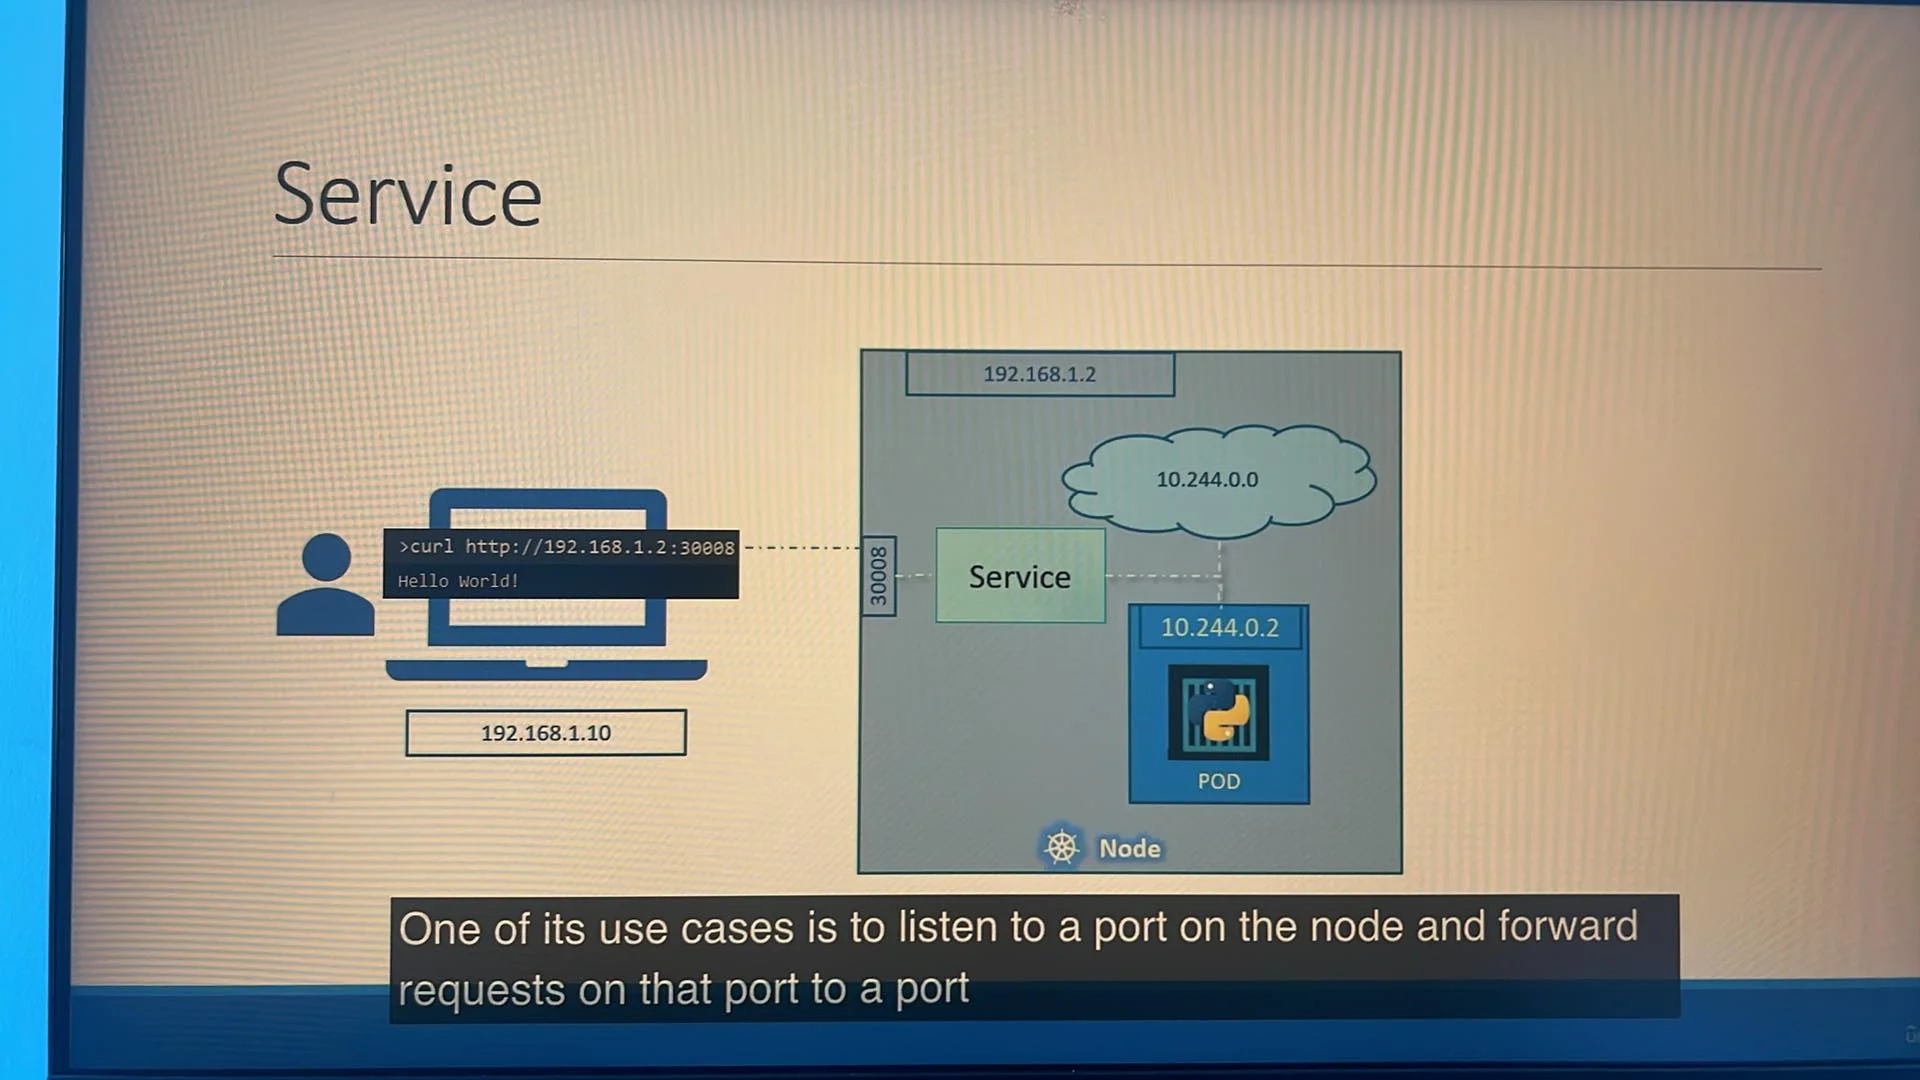 Service
192.168.1.2
10.244.0.0
>curl http://192.168.1.2:30008
Hello World!
30008
Service
10.244.0.2
192.168.1.10
POD
Node
One of its use cases is to listen to a port on the node and forward
requests on that port to a port